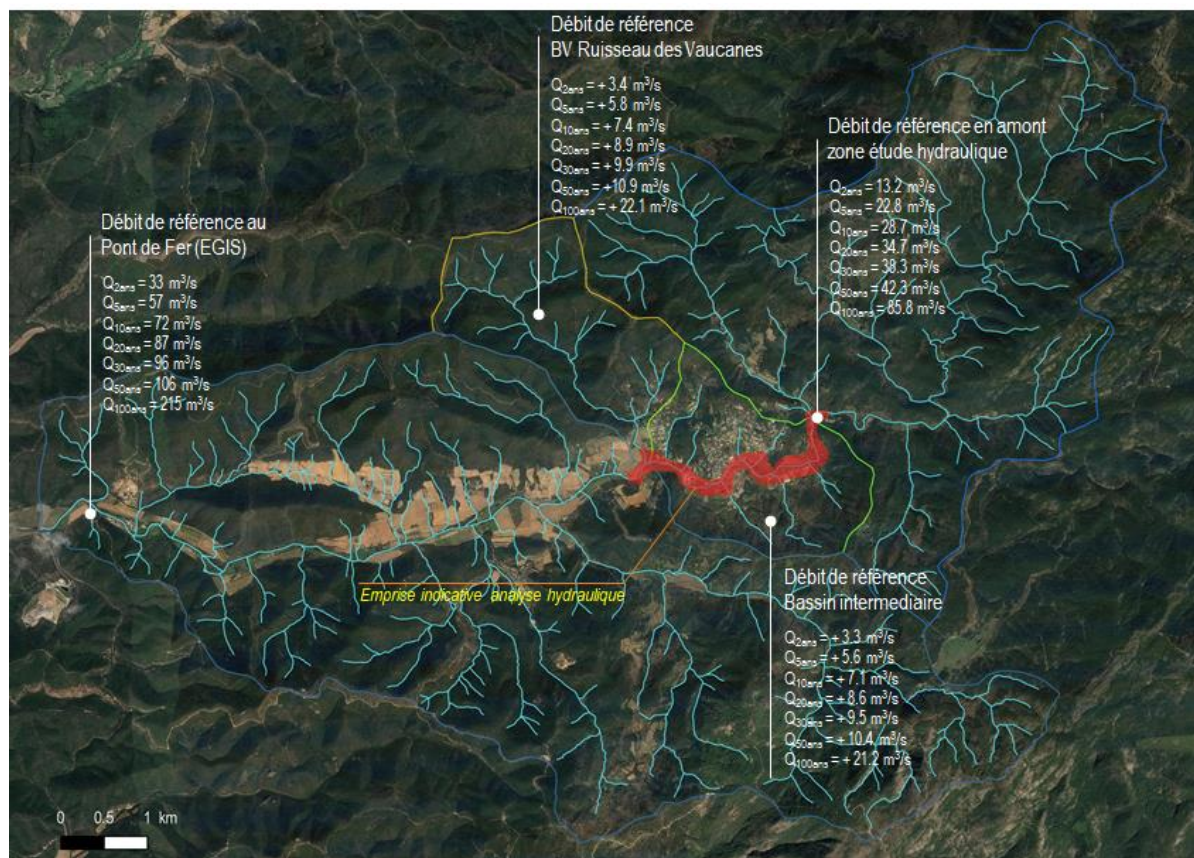 Débit de référence
BV Ruisseau des Vaucanes
Q2ans = +3.4 m³/s
Q5ans = +5.8 m³/s
Q10ans = +7.4 m³/s
Q20ans = +8.9 m³/s
Q30ans = +9.9 m³/s
Q50ans = +10.9 m³/s
Q100ans = +22.1 m³/s
Débit de référence en amont
zone étude hydraulique
Q2ans = 13.2 m³/s
Q5ans = 22.8 m³/s
Q10ans = 28.7 m³/s
Q20ans = 34.7 m³/s
Q30ans = 38.3 m³/s
Q50ans = 42.3 m³/s
Q100ans = 85.8 m³/s
Débit de référence au
Pont de Fer (EGIS)
Q2ans = 33 m³/s
Q5ans = 57 m³/s
Q10ans = 72 m³/s
Q20ans = 87 m³/s
Q30ans = 96 m³/s
Q50ans = 106 m³/s
Q100ans = 215 m³/s
Emprise indicative analyse hydraulique
Débit de référence
Bassin intermediaire
Q2ans = +3.3 m³/s
Q5ans = +5.6 m³/s
Q10ans = +7.1 m³/s
Q20ans = +8.6 m³/s
Q30ans = +9.5 m³/s
Q50ans = +10.4 m³/s
Q100ans = +21.2 m³/s
0 0.5 1 km